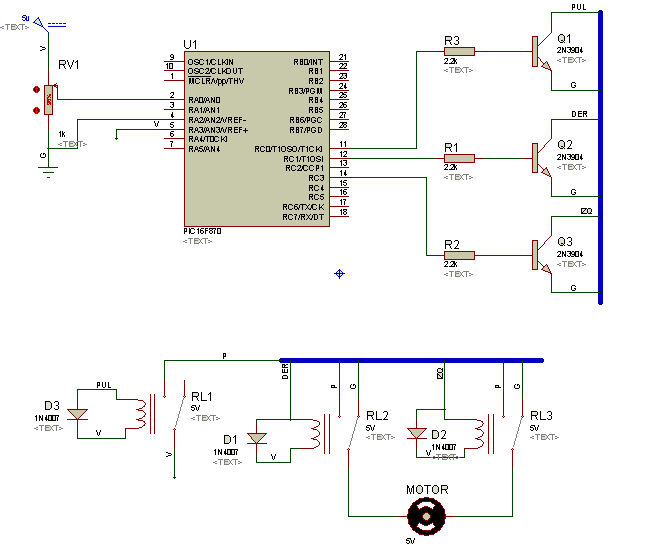 5v
<TEXT>
V
RV1
96%
1k
<TEXT>
G
U1
9 OSC1/CLKIN
10 OSC2/CLKOUT
1 MCLR/Vpp/THV
2 RA0/AN0
3 RA1/AN1
4 RA2/AN2/VREF-
V 5 RA3/AN3/VREF+
6 RA4/T0CKI
7 RA5/AN4
RB0/INT 21
RB1 22
RB2 23
RB3/PGM 24
RB4 25
RB5 26
RB6/PGC 27
RB7/PGD 28
RC0/T1OSO/T1CKI 11
RC1/T1OSI 12
RC2/CCP1 13
RC3 14
RC4 15
RC5 16
RC6/TX/CK 17
RC7/RX/DT 18
PIC16F870
<TEXT>
R3
2.2k
<TEXT>
R1
2.2k
<TEXT>
R2
2.2k
<TEXT>
PUL
Q1
2N3904
<TEXT>
G
DER
Q2
2N3904
<TEXT>
G
IZQ
Q3
2N3904
<TEXT>
G
P
D3
1N4007
<TEXT>
PUL
V
RL1
5V
<TEXT>
V
DER
D1
1N4007
<TEXT>
V
P
G
RL2
5V
<TEXT>
IZQ
D2
1N4007
<TEXT>
V
P
G
RL3
5V
<TEXT>
MOTOR
5V